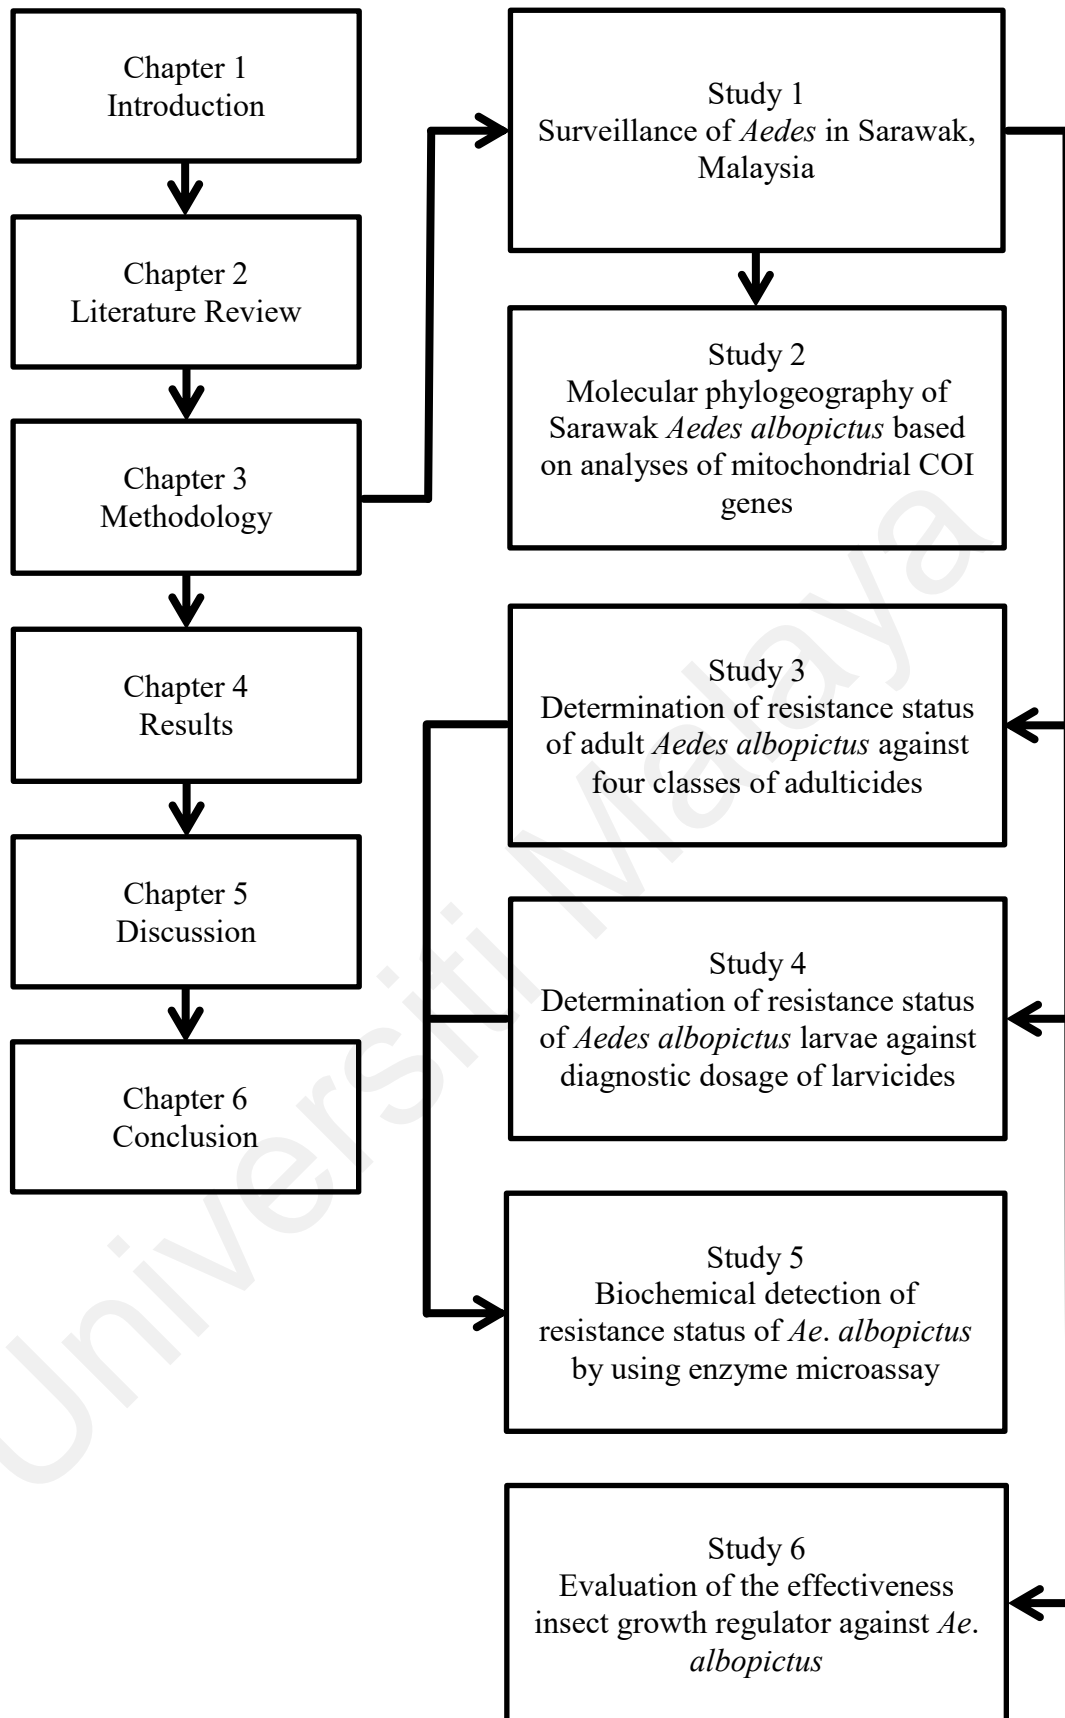 Chapter 1
Introduction
Chapter 2
Literature Review
Chapter 3
Methodology
Chapter 4
Results
Chapter 5
Discussion
Chapter 6
Conclusion
Study 1
Surveillance of Aedes in Sarawak,
Malaysia
Study 2
Molecular phylogeography of
Sarawak Aedes albopictus based
on analyses of mitochondrial COI
genes
Study 3
Determination of resistance status
of adult Aedes albopictus against
four classes of adulticides
Study 4
Determination of resistance status
of Aedes albopictus larvae against
diagnostic dosage of larvicides
Study 5
Biochemical detection of
resistance status of Ae. albopictus
by using enzyme microassay
Study 6
Evaluation of the effectiveness
insect growth regulator against Ae.
albopictus
Universiti Malaya